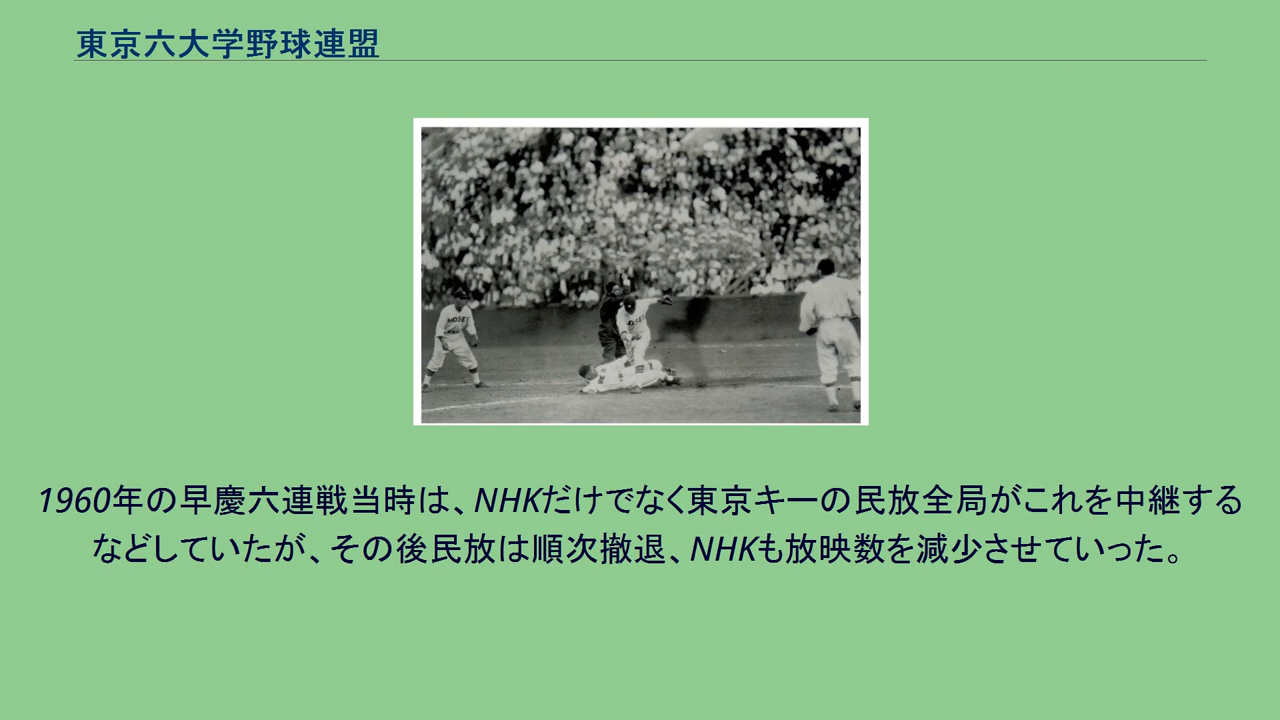 東京六大学野球連盟
HOSEI
1960年の早慶六連戦当時は、NHKだけでなく東京キーの民放全局がこれを中継する
などしていたが、その後民放は順次撤退、NHKも放映数を減少させていった。